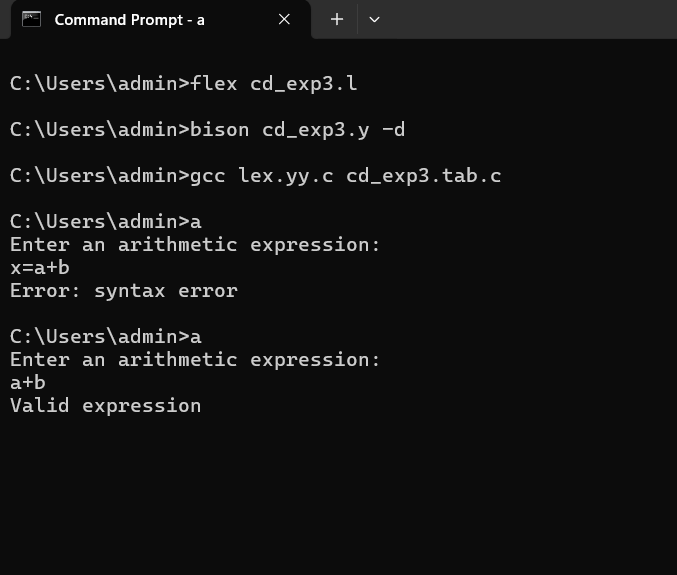 Command Prompt - a
C:\Users\admin>flex cd_exp3.l
C:\Users\admin>bison cd_exp3.y -d
C:\Users\admin>gcc lex.yy.c cd_exp3.tab.c
C:\Users\admin>a
Enter an arithmetic expression:
x=a+b
Error: syntax error
C:\Users\admin>a
Enter an arithmetic expression:
a+b
Valid expression